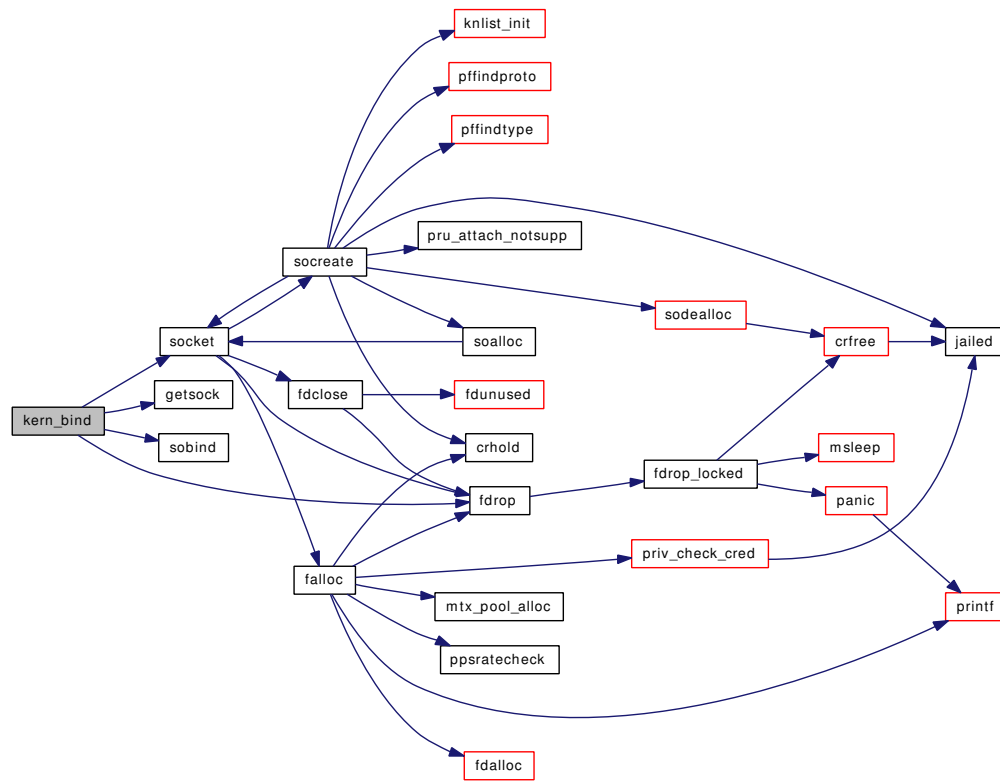 knlist_init
pffindproto
pffindtype
pru_attach_notsupp
socreate
sodealloc
socket
soalloc
crfree
jailed
getsock
fdclose
fdunused
kern_bind
sobind
crhold
msleep
fdrop_locked
fdrop
panic
priv_check_cred
falloc
mtx_pool_alloc
printf
ppsratecheck
fdalloc